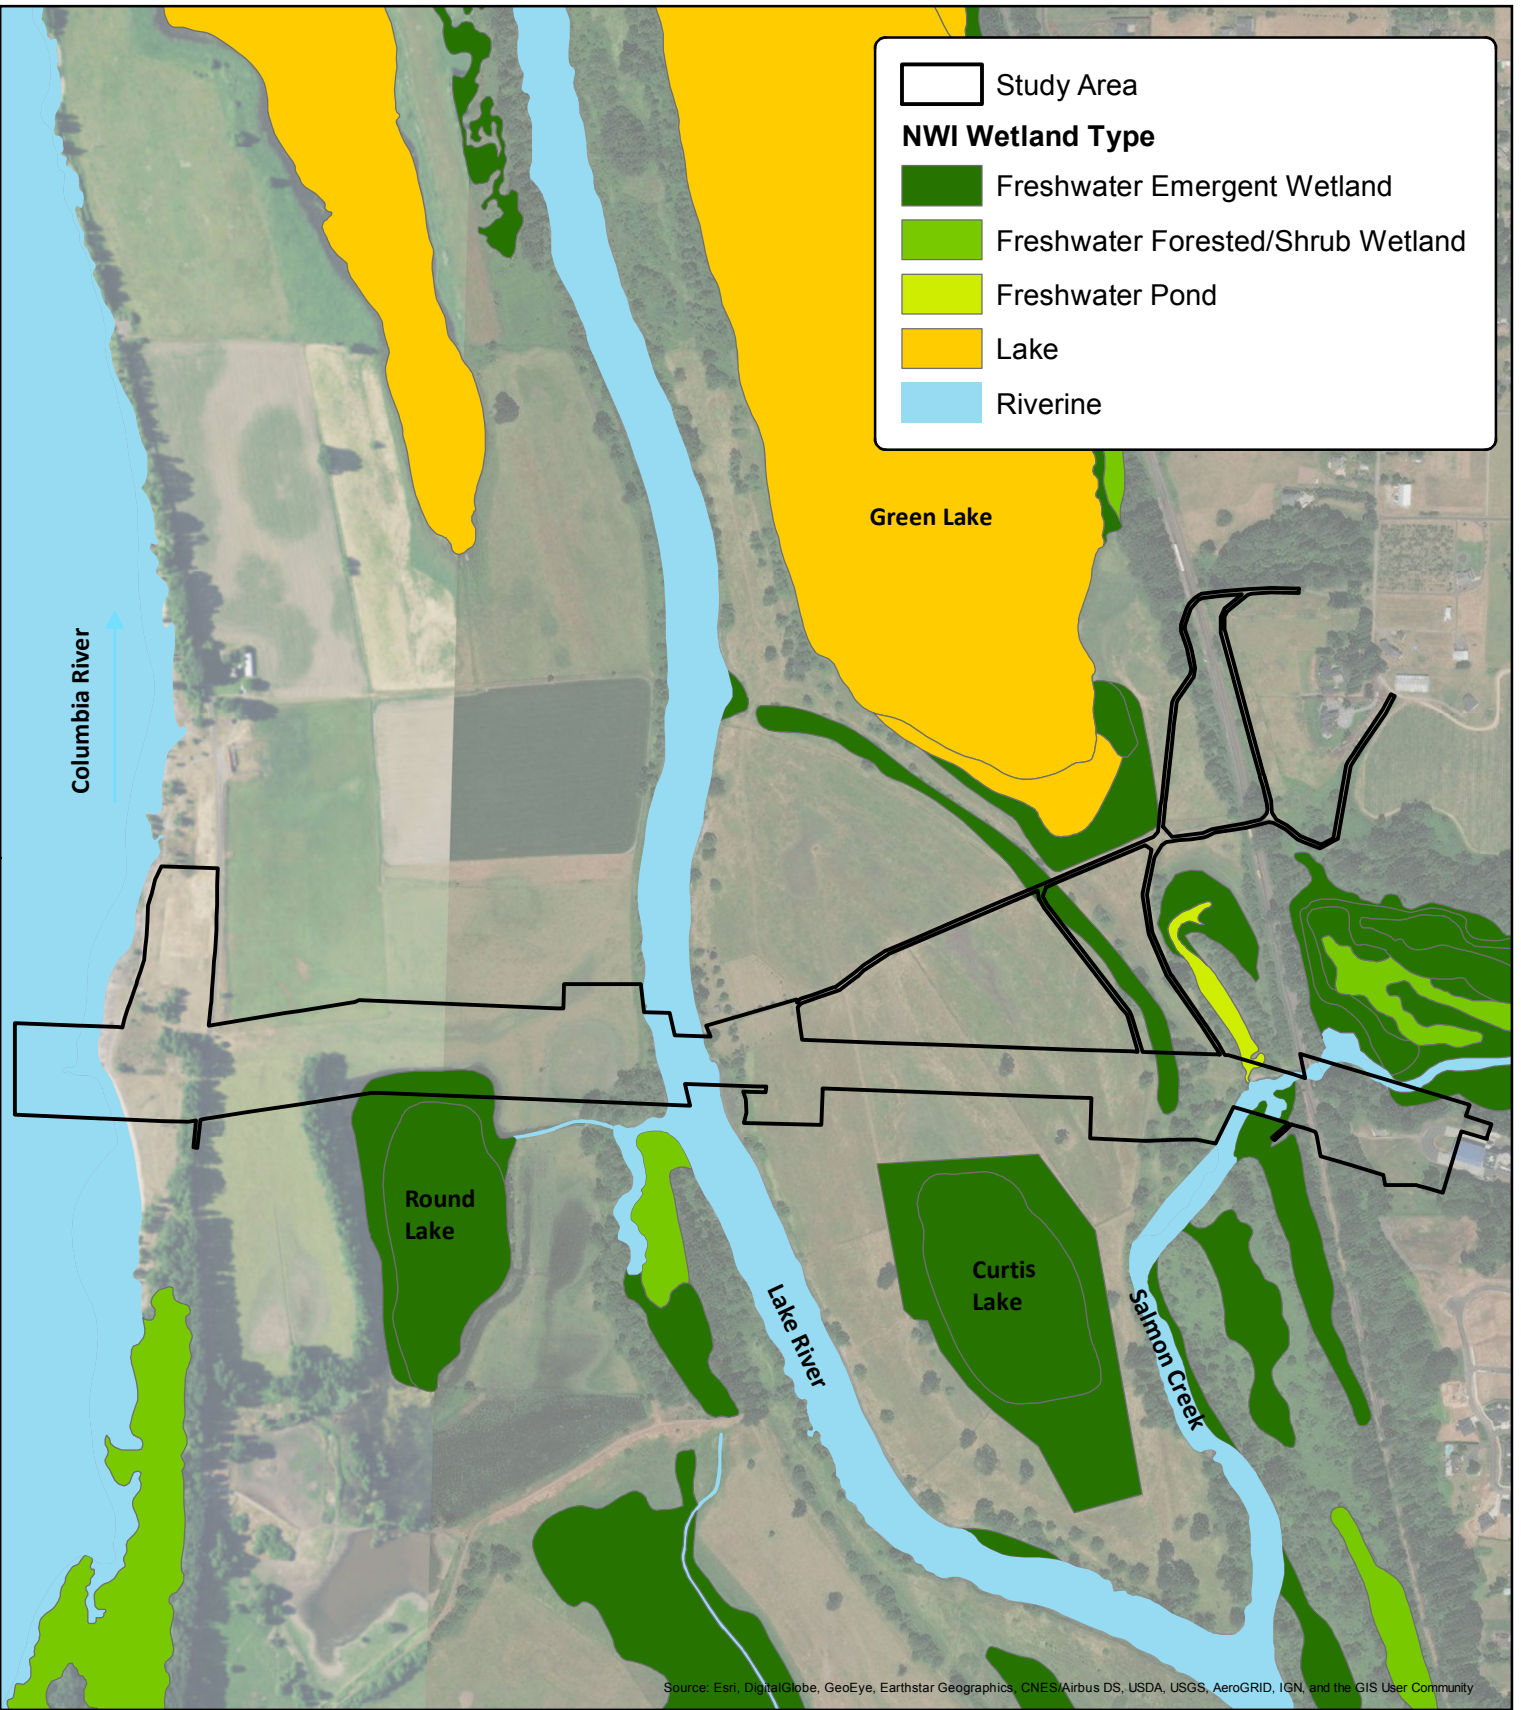 Study Area
NWI Wetland Type
Freshwater Emergent Wetland
Freshwater Forested/Shrub Wetland
Freshwater Pond
Lake
Riverine
Green Lake
Columbia River
Round
Lake
Curtis
Lake
Lake River
Salmon Creek
Source: Esri, DigitalGlobe, GeoEye, Earthstar Geographics, CNES/Airbus DS, USDA, USGS, AeroGRID, IGN, and the GIS User Community